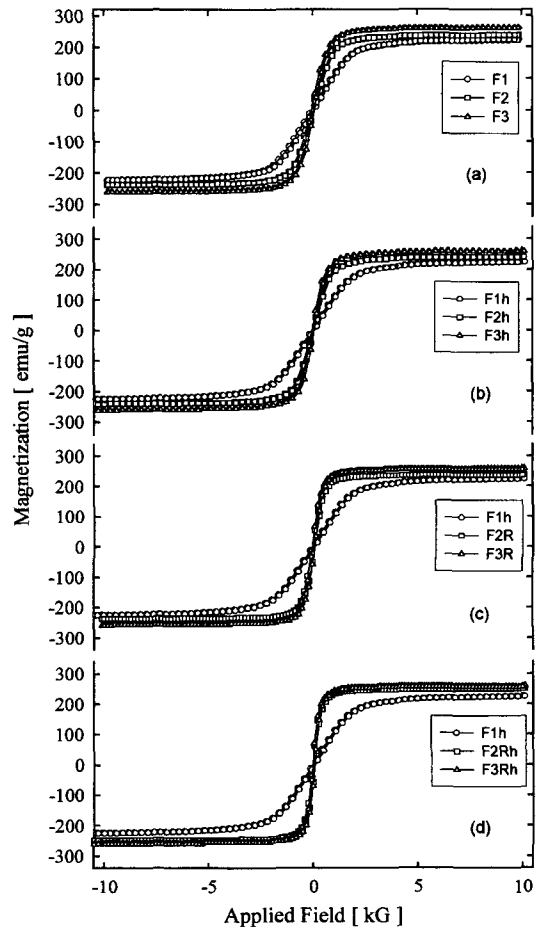 300
200
100
0
-100
-200
-300
F1
F2
F3
(a)
300
200
100
0
-100
-200
-300
F1h
F2h
F3h
(b)
Magnetization [ emu/g ]
300
200
100
0
-100
-200
-300
F1h
F2R
F3R
(c)
300
200
100
0
-100
-200
-300
F1h
F2Rh
F3Rh
(d)
-10 -5 0 5 10
Applied Field [ kG ]